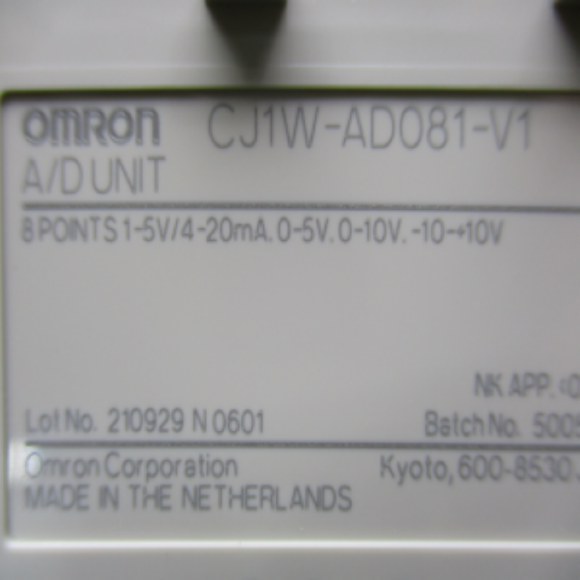 OMRON CJ1W-AD081-V1
A/D UNIT
8 POINTS 1-5V/4-20mA. 0-5V. 0-10V. -10-+10V
NK APP.
Lot No. 210929 N 0601 Batch No. 5005
Omron Corporation Kyoto, 600-8530
MADE IN THE NETHERLANDS